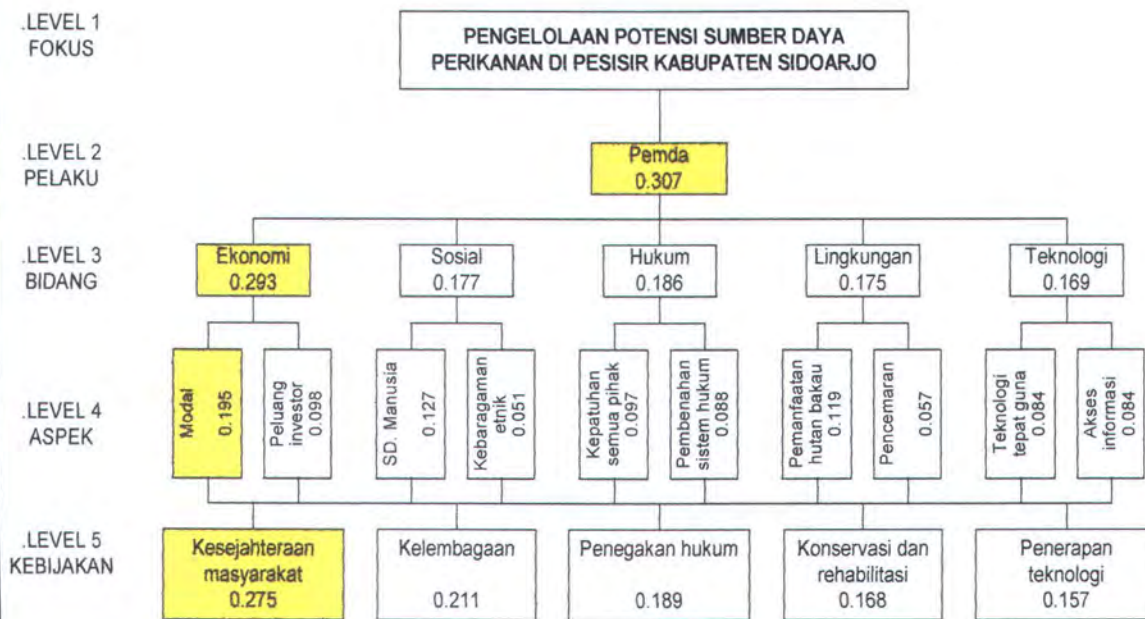 .LEVEL 1
FOKUS
PENGELOLAAN POTENSI SUMBER DAYA
PERIKANAN DI PESISIR KABUPATEN SIDOARJO
.LEVEL 2
PELAKU
Pemda
0.307
.LEVEL 3
BIDANG
Ekonomi
0.293
Sosial
0.177
Hukum
0.186
Lingkungan
0.175
Teknologi
0.169
.LEVEL 4
ASPEK
Modal
0.195
Peluang
investor
0.098
SD. Manusia
0.127
Kebaragaman
etnik
0.051
Kepatuhan
semua pihak
0.097
Pembenahan
sistem hukum
0.088
Pemanfaatan
hutan bakau
0.119
Pencemaran
0.057
Teknologi
tepat guna
0.084
Akses
informasi
0.084
.LEVEL 5
KEBIJAKAN
Kesejahteraan
masyarakat
0.275
Kelembagaan
0.211
Penegakan hukum
0.189
Konservasi dan
rehabilitasi
0.168
Penerapan
teknologi
0.157